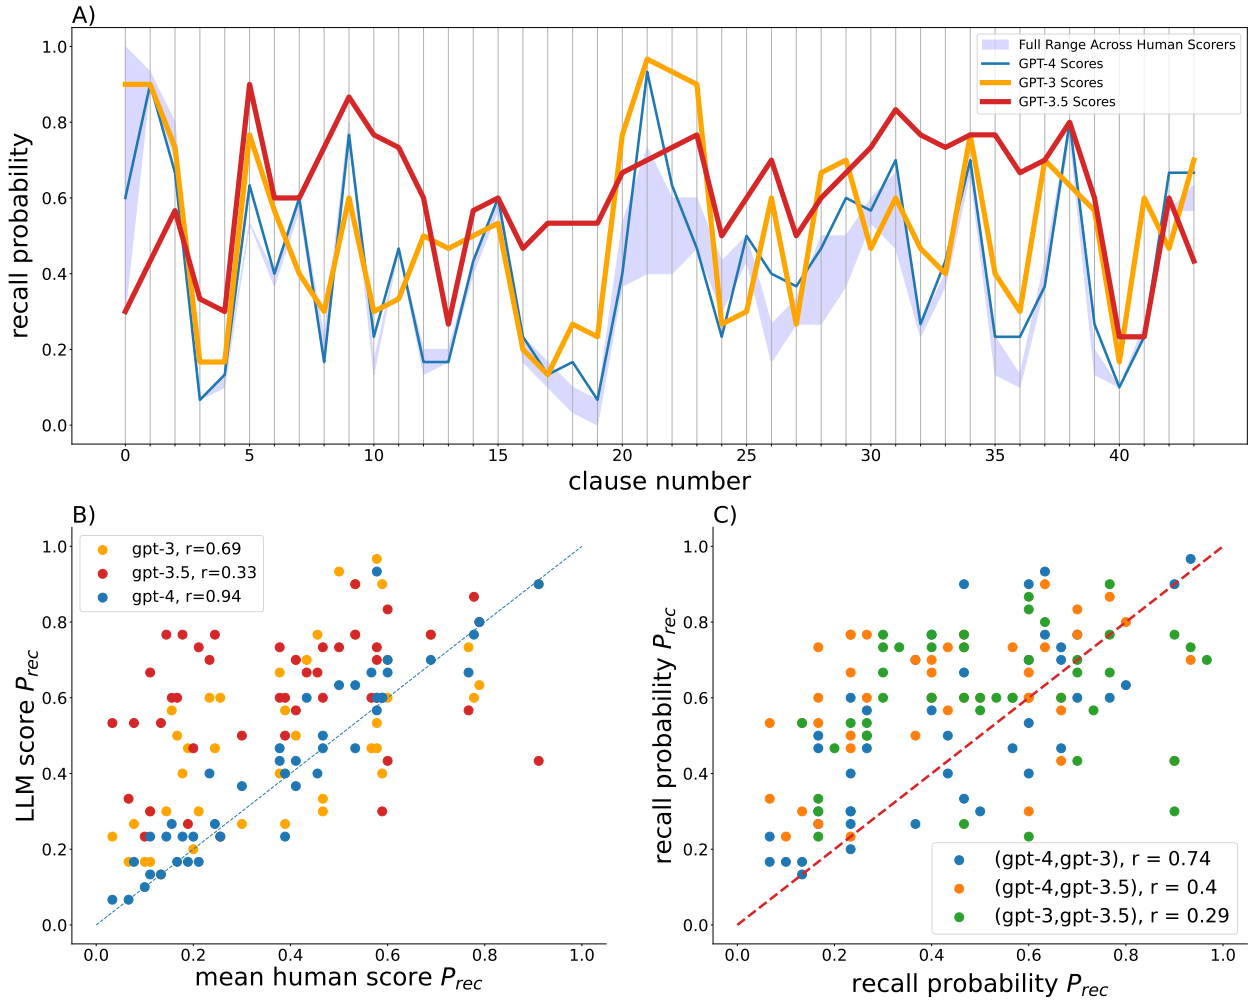 A)
recall probability
1.0
0.8
0.6
0.4
0.2
0.0
Full Range Across Human Scorers
GPT-4 Scores
GPT-3 Scores
GPT-3.5 Scores
0 5 10 15 20 25 30 35 40
clause number
B)
LLM score P_rec
1.0
0.8
0.6
0.4
0.2
0.0
gpt-3, r=0.69
gpt-3.5, r=0.33
gpt-4, r=0.94
0.0 0.2 0.4 0.6 0.8 1.0
mean human score P_rec
C)
recall probability P_rec
1.0
0.8
0.6
0.4
0.2
0.0
(gpt-4,gpt-3), r = 0.74
(gpt-4,gpt-3.5), r = 0.4
(gpt-3,gpt-3.5), r = 0.29
0.0 0.2 0.4 0.6 0.8 1.0
recall probability P_rec